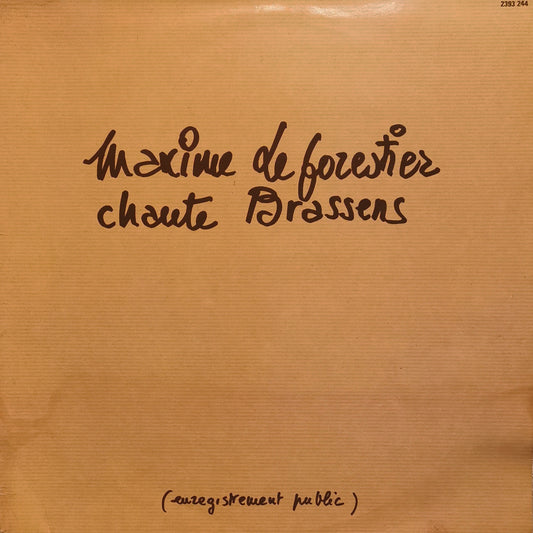 2393 244
Maxime le forestier
chante Brassens
(enregistrement public)